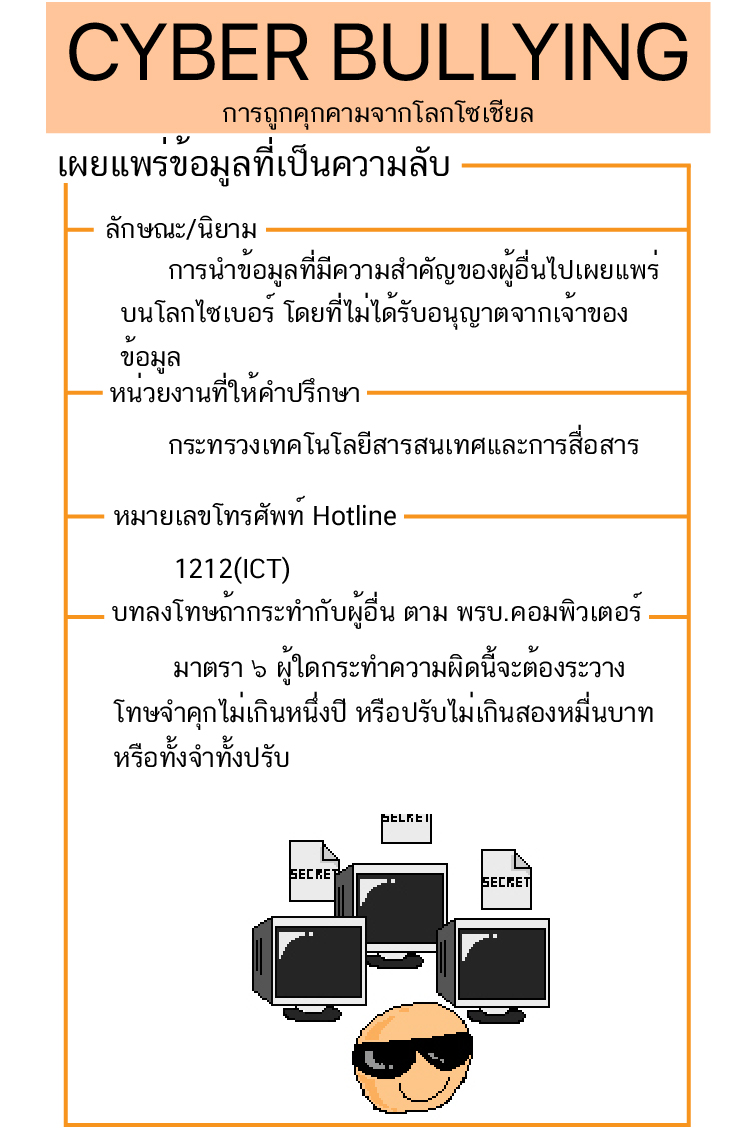 CYBER BULLYING
การถูกคุกคามจากโลกโซเชียล
เผยแพร่ข้อมูลที่เป็นความลับ
ลักษณะ/นิยาม
การนำข้อมูลที่มีความสำคัญของผู้อื่นไปเผยแพร่
บนโลกไซเบอร์ โดยที่ไม่ได้รับอนุญาตจากเจ้าของ
ข้อมูล
หน่วยงานที่ให้คำปรึกษา
กระทรวงเทคโนโลยีสารสนเทศและการสื่อสาร
หมายเลขโทรศัพท์ Hotline
1212(ICT)
บทลงโทษถ้ากระทำกับผู้อื่น ตาม พรบ.คอมพิวเตอร์
มาตรา ๖ ผู้ใดกระทำความผิดนี้จะต้องระวาง
โทษจำคุกไม่เกินหนึ่งปี หรือปรับไม่เกินสองหมื่นบาท
หรือทั้งจำทั้งปรับ
SECRET
SECRET
SECRET